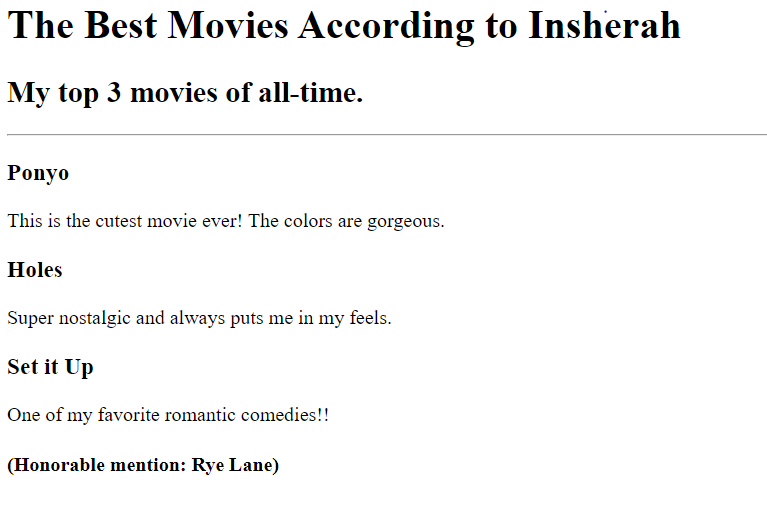 The Best Movies According to Insherah
My top 3 movies of all-time.
Ponyo
This is the cutest movie ever! The colors are gorgeous.
Holes
Super nostalgic and always puts me in my feels.
Set it Up
One of my favorite romantic comedies!!
(Honorable mention: Rye Lane)